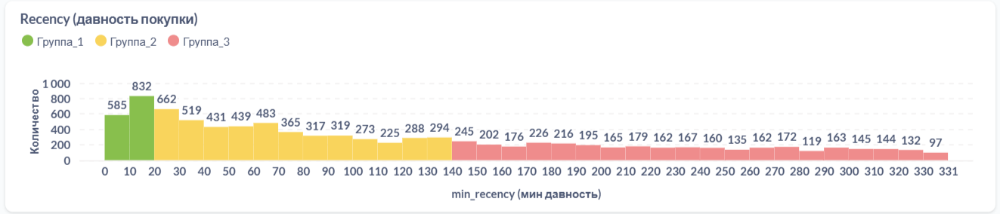 Recency (давность покупки)
Группа_1 Группа_2 Группа_3
Количество
1 000
800
600
400
200
0
585 832 662 519 431 439 483 365 317 319 273 225 288 294 245 202 176 226 216 195 165 179 162 167 160 135 162 172 119 163 145 144 132 97
0 10 20 30 40 50 60 70 80 90 100 110 120 130 140 150 160 170 180 190 200 210 220 230 240 250 260 270 280 290 300 310 320 330 331
min_recency (мин давность)